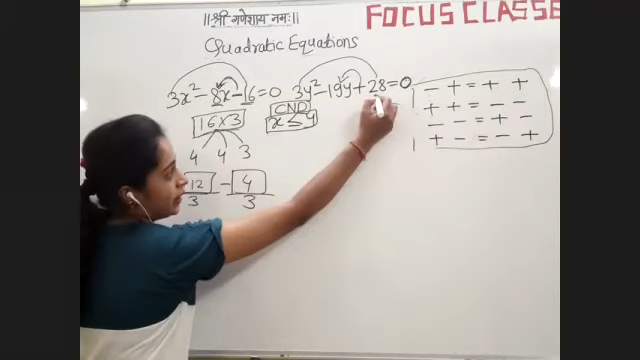 ||श्री गणेशाय नमः||
FOCUS CLASSE
Quadratic Equations
3x² - 8x - 16 = 0
3y² - 19y + 28 = 0
16 x 3
4 4 3
12/3 - 4/3
CND
x ≤ y
- + = + +
+ + = - -
- - = + -
+ - = - +